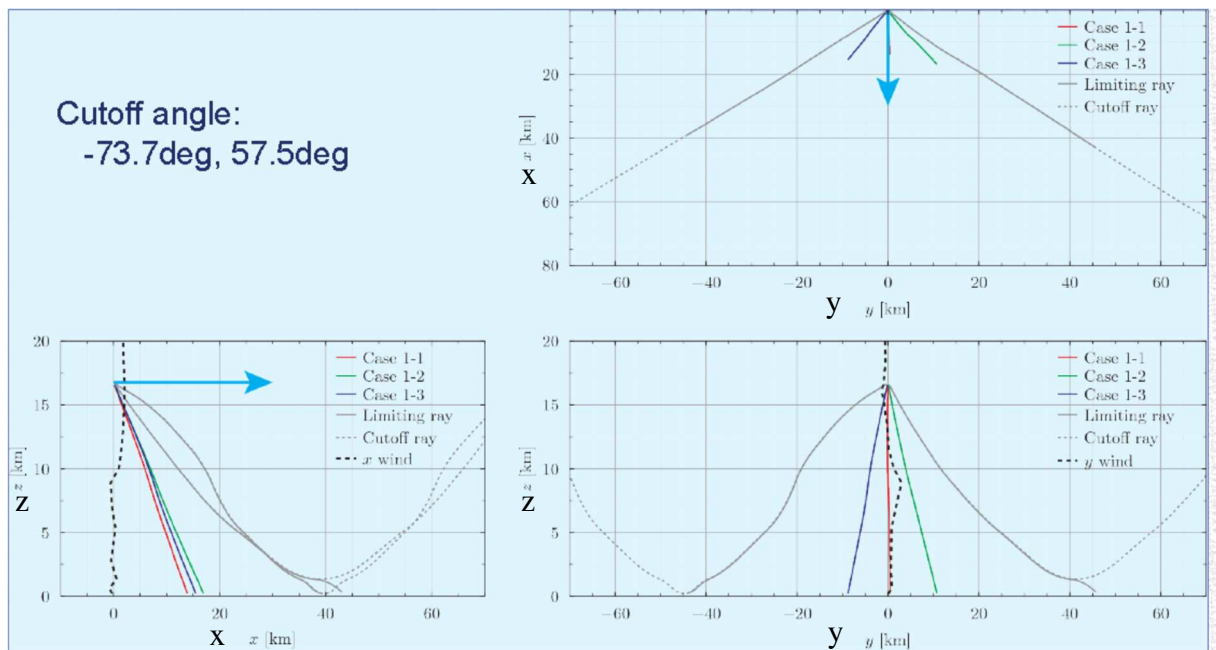 Cutoff angle:
-73.7deg, 57.5deg
0
20
40
60
80
x [km]
x
Case 1-1
Case 1-2
Case 1-3
Limiting ray
Cutoff ray
−60
−40
−20
0
20
40
60
y
y [km]
20
15
10
5
0
z [km]
z
Case 1-1
Case 1-2
Case 1-3
Limiting ray
Cutoff ray
x wind
0
20
40
60
x
x [km]
20
15
10
5
0
z [km]
z
Case 1-1
Case 1-2
Case 1-3
Limiting ray
Cutoff ray
y wind
−60
−40
−20
0
20
40
60
y
y [km]